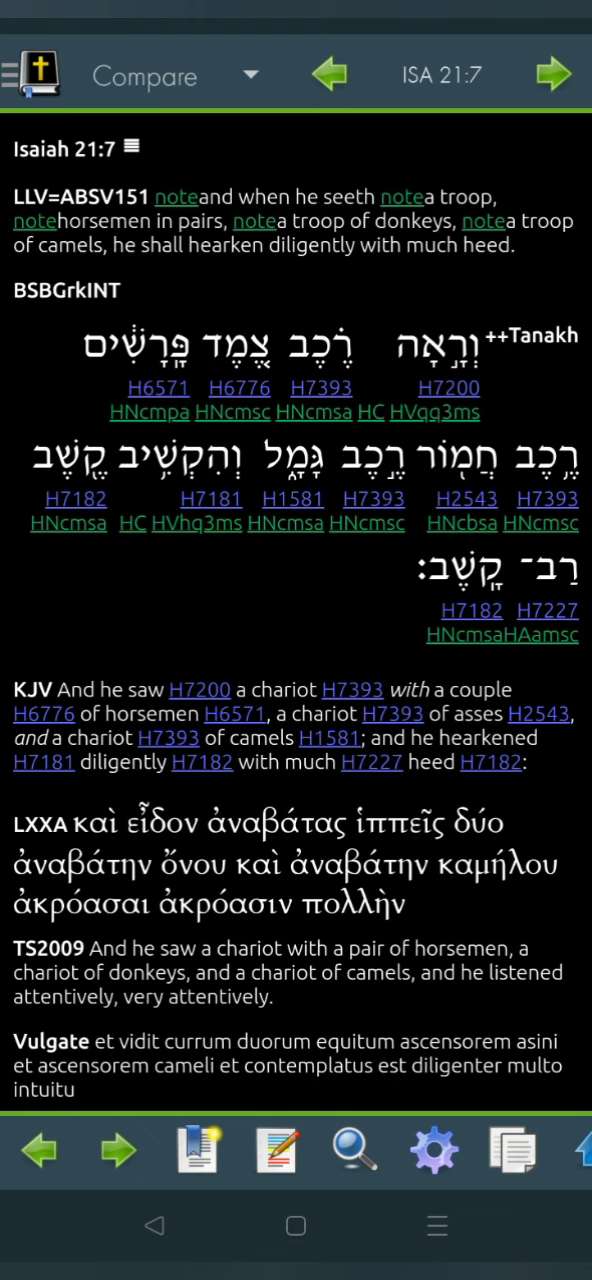 Compare
ISA 21:7
Isaiah 21:7
LLV=ABSV151 noteand when he seeth notea troop,
notehorsemen in pairs, notea troop of donkeys, notea troop
of camels, he shall hearken diligently with much heed.
BSBGrkINT
++Tanakh וְרָ֣אָה רֶ֗כֶב צֶ֚מֶד פָּֽרָשִׁ֔ים
H6571 H6776 H7393 H7200
HNcmpa HNcmsc HNcmsa HC HVqq3ms
רֶ֥כֶב חֲמ֖וֹר רֶ֣כֶב גָּמָ֑ל וְהִקְשִׁ֥יב קֶ֖שֶׁב
H7182 H7181 H1581 H7393 H2543 H7393
HNcmsa HC HVhq3ms HNcmsa HNcmsc HNcbsa HNcmsc
רַב־ קָֽשֶׁב׃
H7182 H7227
HNcmsaHAamsc
KJV And he saw H7200 a chariot H7393 with a couple
H6776 of horsemen H6571, a chariot H7393 of asses H2543,
and a chariot H7393 of camels H1581; and he hearkened
H7181 diligently H7182 with much H7227 heed H7182:
LXXA καὶ εἶδον ἀναβάτας ἱππεῖς δύο
ἀναβάτην ὄνου καὶ ἀναβάτην καμήλου
ἀκρόασαι ἀκρόασιν πολλὴν
TS2009 And he saw a chariot with a pair of horsemen, a
chariot of donkeys, and a chariot of camels, and he listened
attentively, very attentively.
Vulgate et vidit currum duorum equitum ascensorem asini
et ascensorem cameli et contemplatus est diligenter multo
intuitu